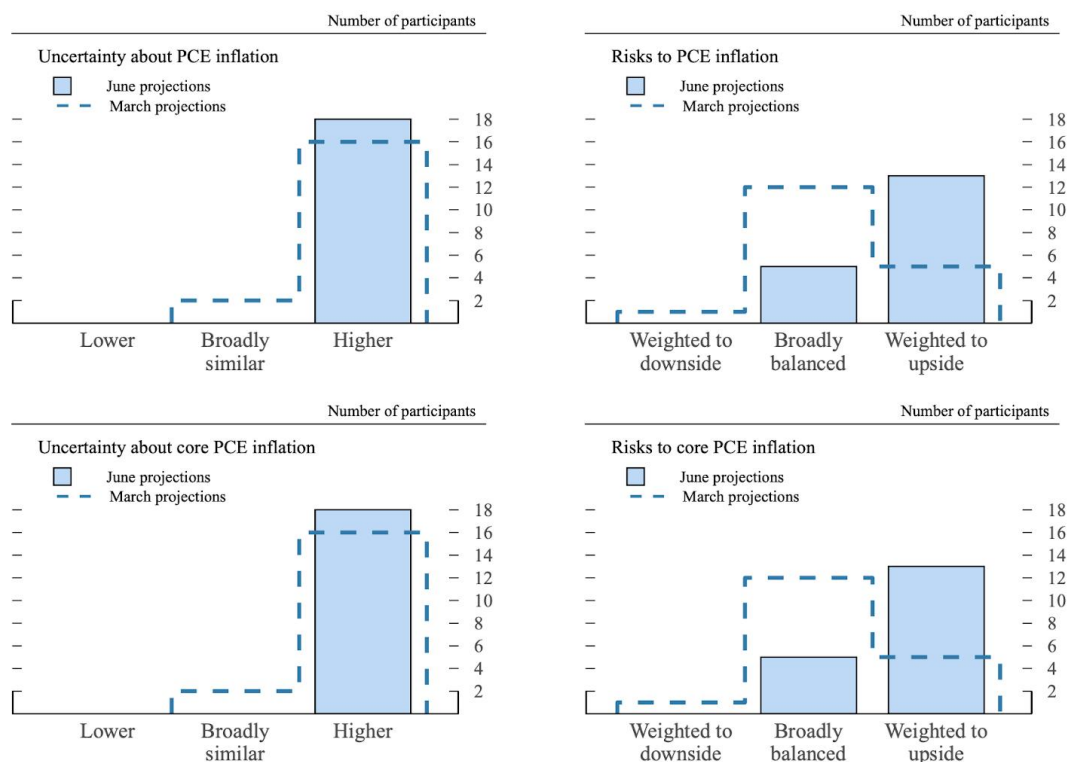 Number of participants
Uncertainty about PCE inflation
June projections
March projections
18
16
14
12
10
8
6
4
2
Lower
Broadly
similar
Higher
Number of participants
Risks to PCE inflation
June projections
March projections
18
16
14
12
10
8
6
4
2
Weighted to
downside
Broadly
balanced
Weighted to
upside
Number of participants
Uncertainty about core PCE inflation
June projections
March projections
18
16
14
12
10
8
6
4
2
Lower
Broadly
similar
Higher
Number of participants
Risks to core PCE inflation
June projections
March projections
18
16
14
12
10
8
6
4
2
Weighted to
downside
Broadly
balanced
Weighted to
upside